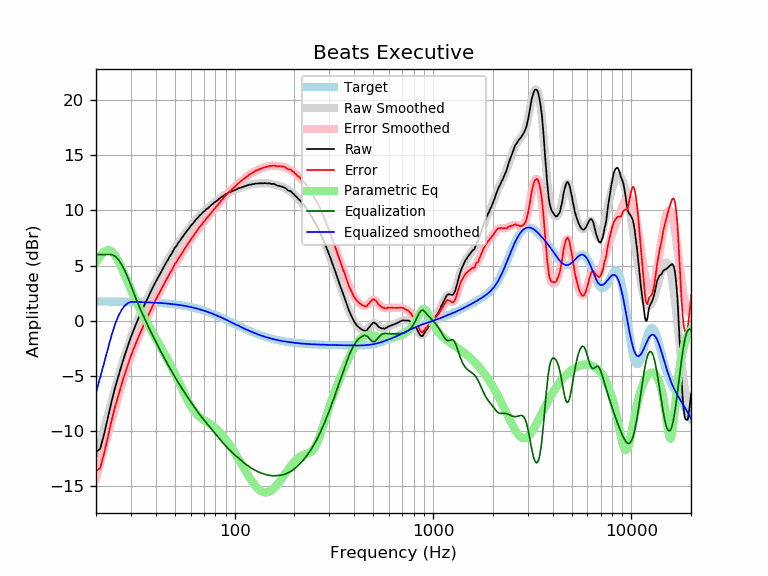 Beats Executive
Target
Raw Smoothed
Error Smoothed
Raw
Error
Parametric Eq
Equalization
Equalized smoothed
20
15
10
5
0
−5
−10
−15
Amplitude (dBr)
100
1000
10000
Frequency (Hz)